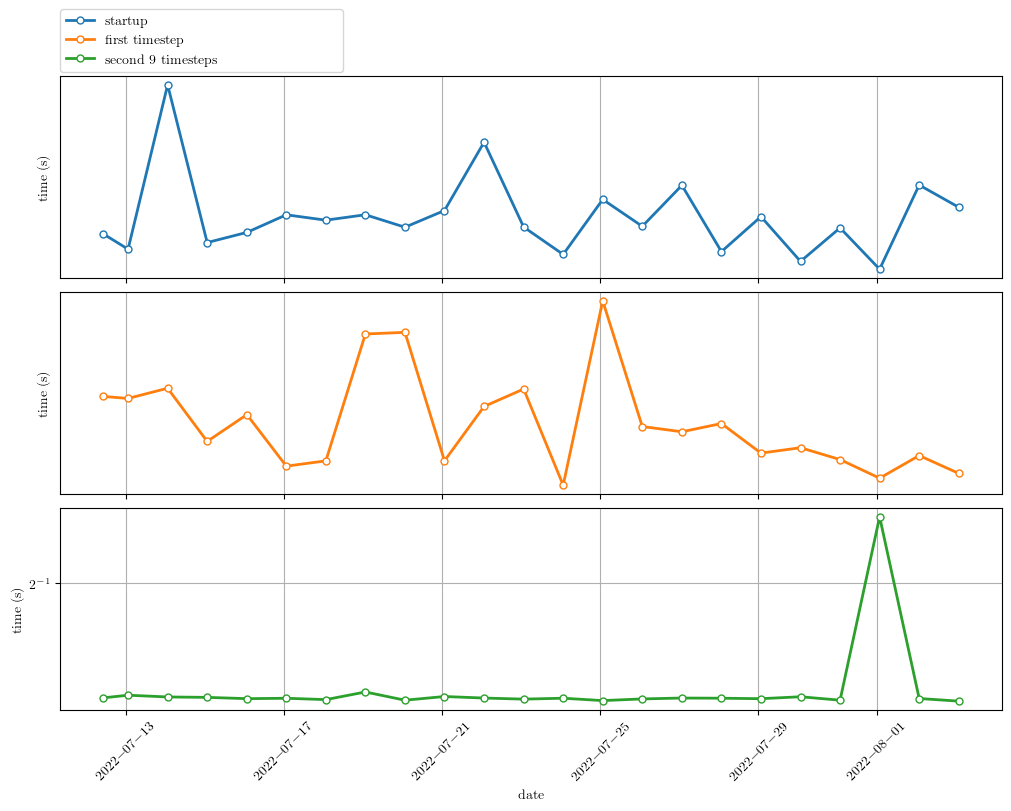 startup
first timestep
second 9 timesteps
time (s)
time (s)
2⁻¹
time (s)
2022−07−13
2022−07−17
2022−07−21
2022−07−25
2022−07−29
2022−08−01
date